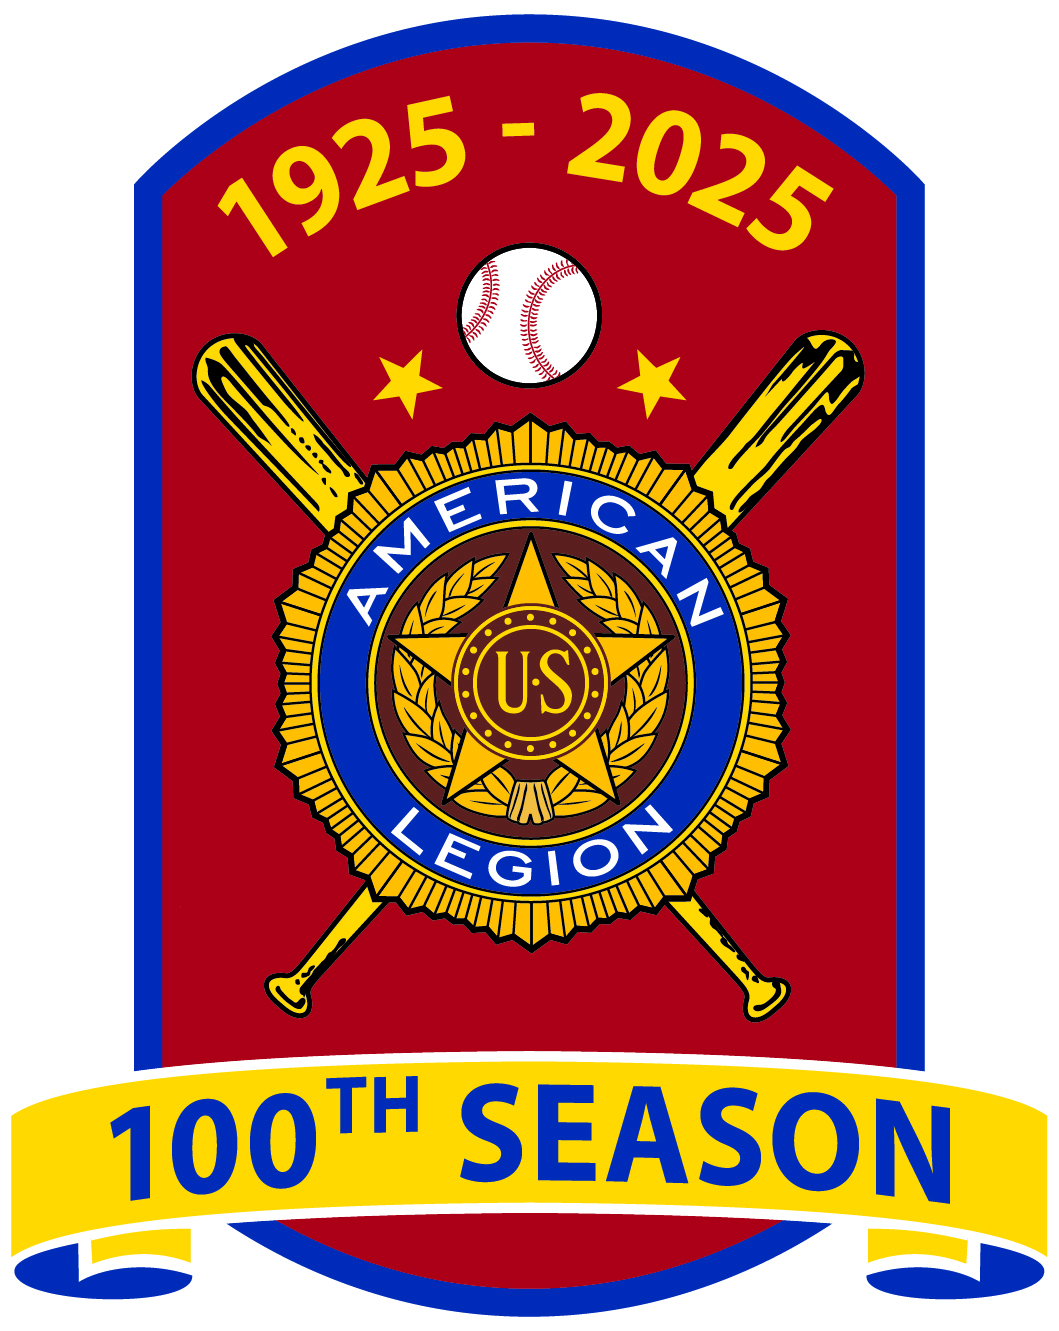 1925 - 2025
AMERICAN
U.S
LEGION
100TH SEASON